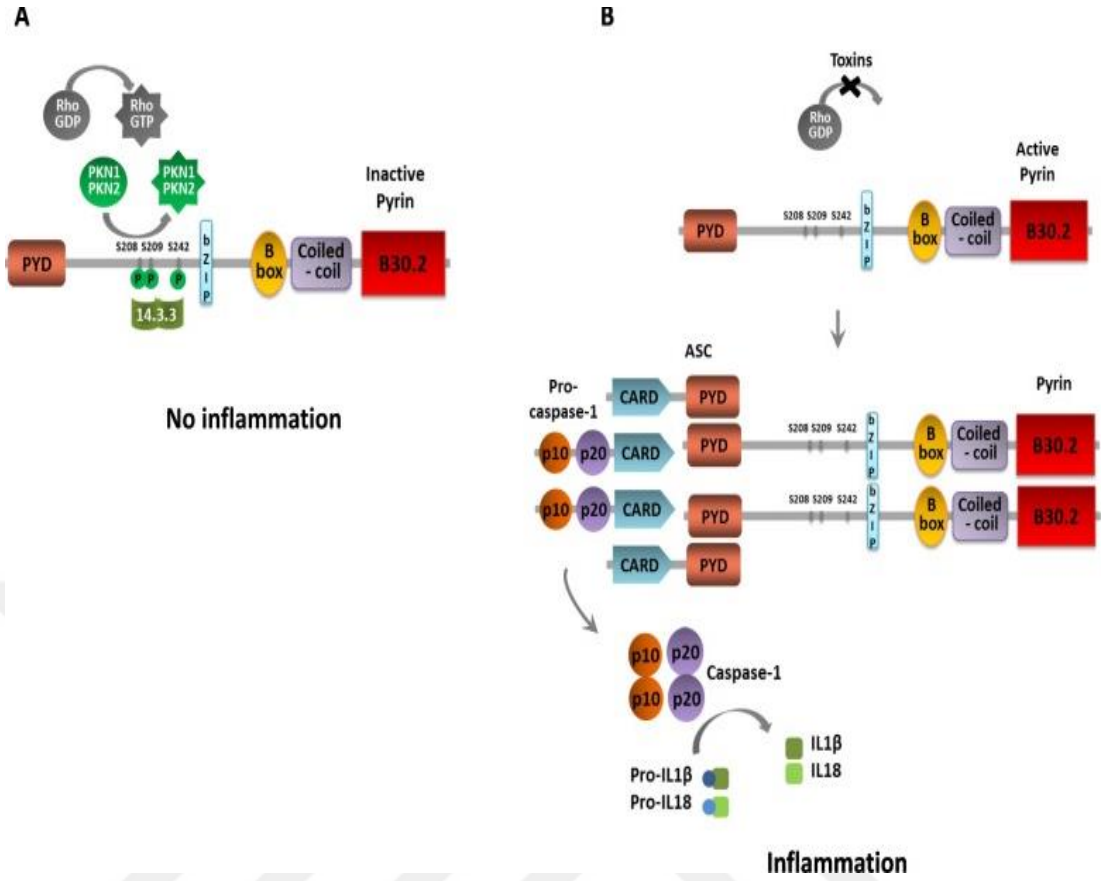 A
Rho
GDP
Rho
GTP
PKN1
PKN2
PKN1
PKN2
Inactive
Pyrin
S208 S209 S242
PYD
bZIP
B
box
Coiled
- coil
B30.2
P P P
14.3.3
No inflammation
B
Toxins
Rho
GDP
Active
Pyrin
S208 S209 S242
PYD
bZIP
B
box
Coiled
- coil
B30.2
ASC
Pro-
caspase-1
Pyrin
CARD PYD
p10 p20 CARD
PYD
S208 S209 S242
bZIP
B
box
Coiled
- coil
B30.2
p10 p20 CARD
PYD
S208 S209 S242
bZIP
B
box
Coiled
- coil
B30.2
CARD PYD
p10 p20
p10 p20
Caspase-1
Pro-IL1β
Pro-IL18
IL1β
IL18
Inflammation